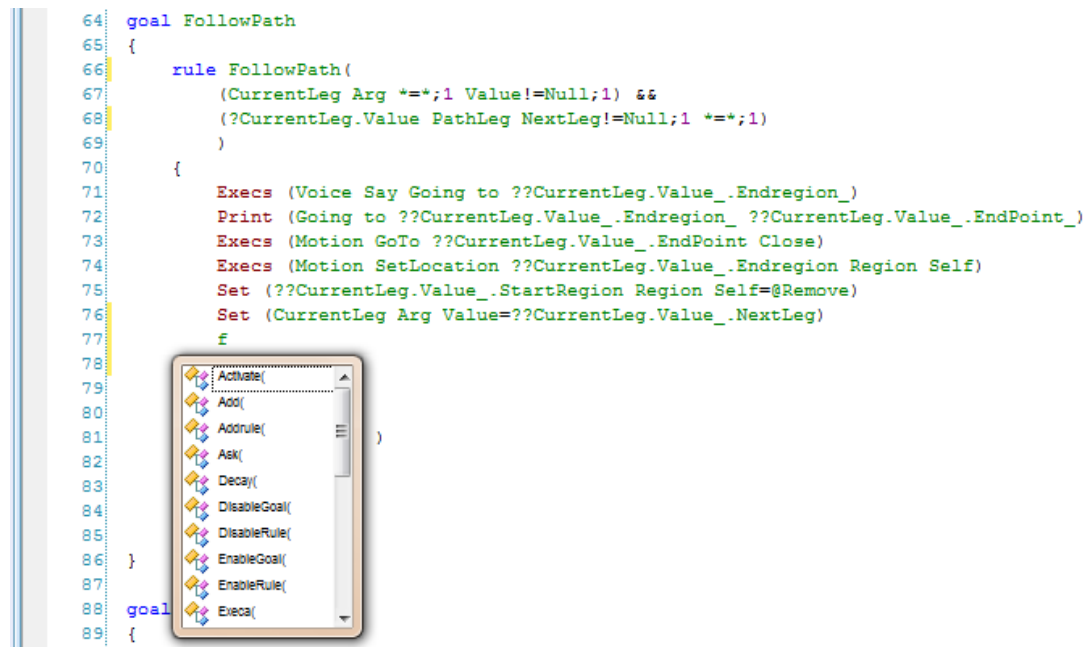 64 goal FollowPath
65 {
66 rule FollowPath(
67 (CurrentLeg Arg *=*;1 Value!=Null;1) &&
68 (?CurrentLeg.Value PathLeg NextLeg!=Null;1 *=*;1)
69 )
70 {
71 Execs (Voice Say Going to ??CurrentLeg.Value_.Endregion_)
72 Print (Going to ??CurrentLeg.Value_.Endregion_ ??CurrentLeg.Value_.EndPoint_)
73 Execs (Motion GoTo ??CurrentLeg.Value_.EndPoint Close)
74 Execs (Motion SetLocation ??CurrentLeg.Value_.Endregion Region Self)
75 Set (??CurrentLeg.Value_.StartRegion Region Self=@Remove)
76 Set (CurrentLeg Arg Value=??CurrentLeg.Value_.NextLeg)
77 f
78
79
80
81 )
82
83
84
85
86 }
87
88 goal
89 {
Activate(
Add(
Addrule(
Ask(
Decay(
DisableGoal(
DisableRule(
EnableGoal(
EnableRule(
Execa(